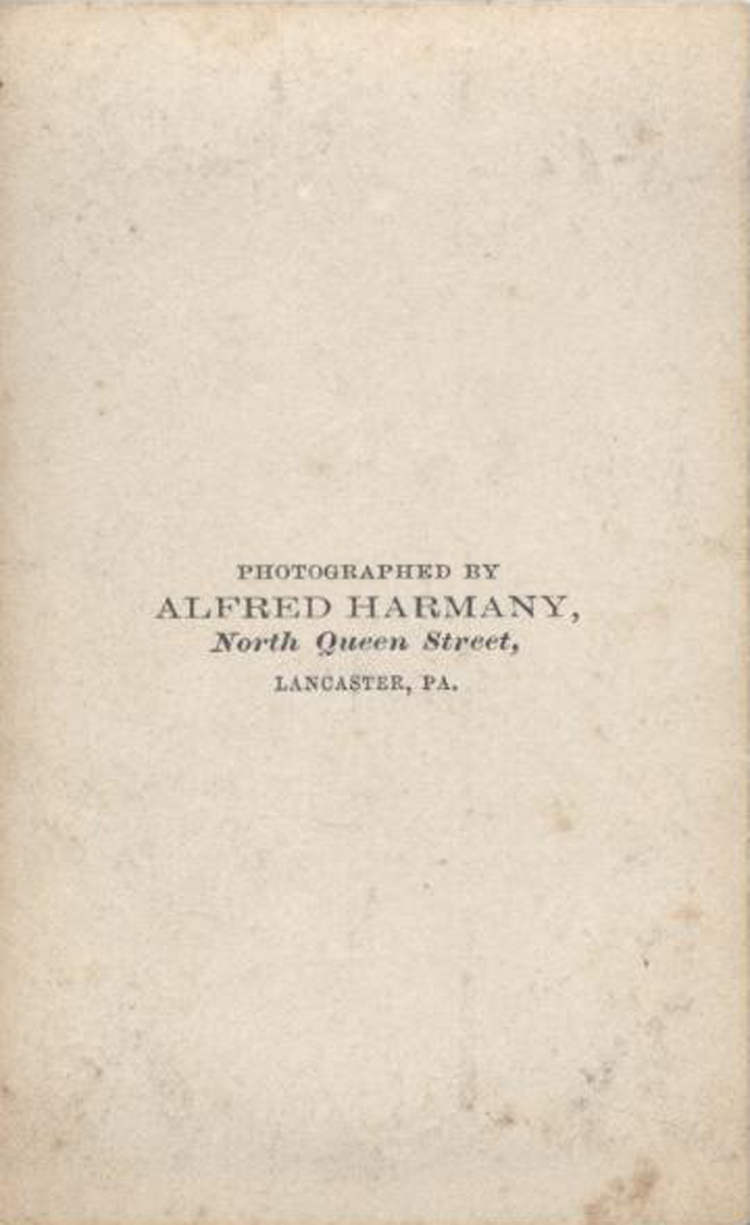 PHOTOGRAPHED BY
ALFRED HARMANY,
North Queen Street,
LANCASTER, PA.